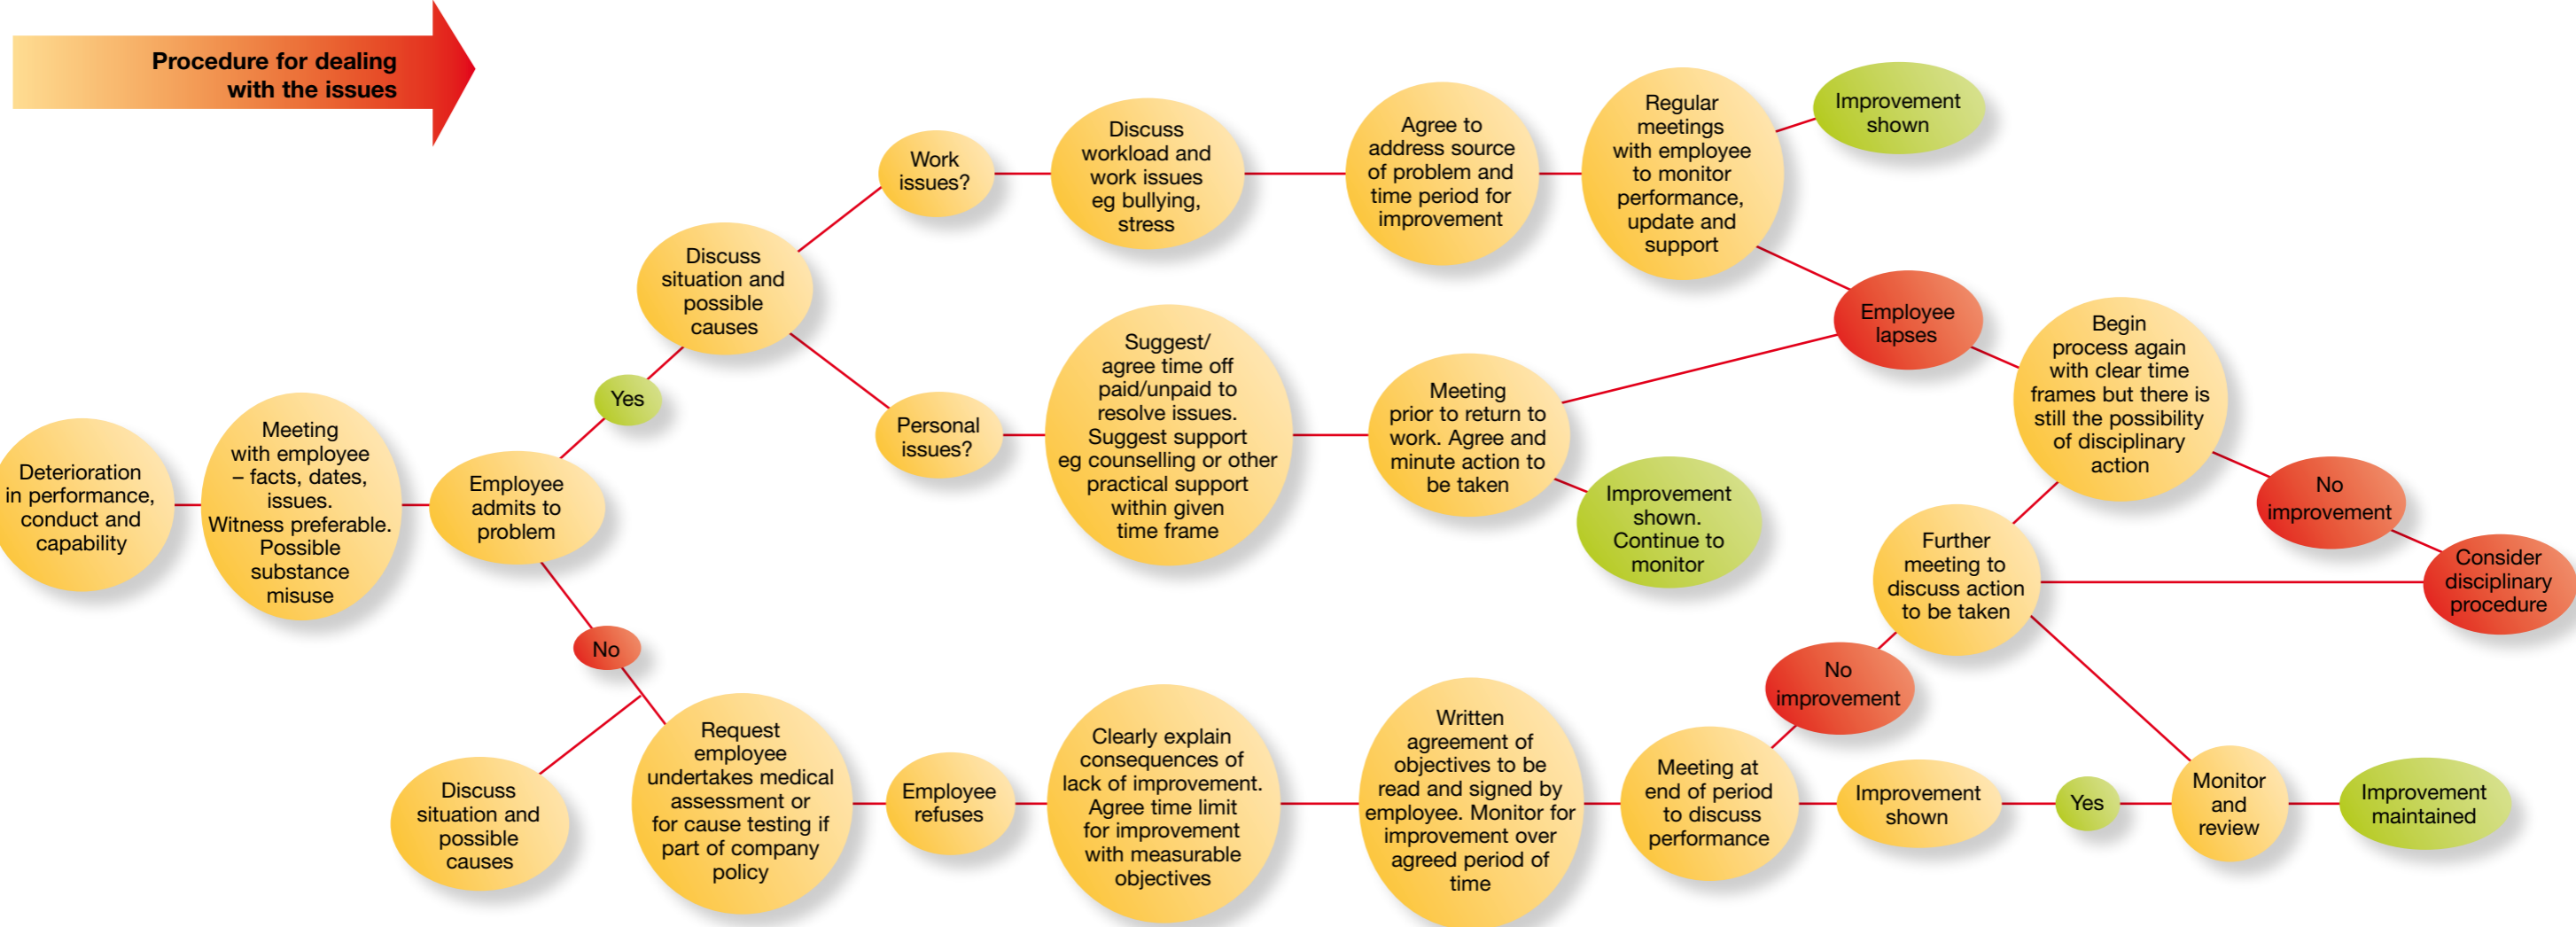 Procedure for dealing
with the issues
Deterioration
in performance,
conduct and
capability
Meeting
with employee
– facts, dates,
issues.
Witness preferable.
Possible
substance
misuse
Employee
admits to
problem
Yes
Discuss
situation and
possible
causes
Work
issues?
Discuss
workload and
work issues
eg bullying,
stress
Agree to
address source
of problem and
time period for
improvement
Regular
meetings
with employee
to monitor
performance,
update and
support
Improvement
shown
Employee
lapses
Personal
issues?
Suggest/
agree time off
paid/unpaid to
resolve issues.
Suggest support
eg counselling or other
practical support
within given
time frame
Meeting
prior to return to
work. Agree and
minute action to
be taken
Improvement
shown.
Continue to
monitor
Begin
process again
with clear time
frames but there is
still the possibility
of disciplinary
action
No
improvement
Consider
disciplinary
procedure
Further
meeting to
discuss action
to be taken
No
Discuss
situation and
possible
causes
Request
employee
undertakes medical
assessment or
for cause testing if
part of company
policy
Employee
refuses
Clearly explain
consequences of
lack of improvement.
Agree time limit
for improvement
with measurable
objectives
Written
agreement of
objectives to be
read and signed by
employee. Monitor for
improvement over
agreed period of
time
Meeting at
end of period
to discuss
performance
No
improvement
Improvement
shown
Yes
Monitor
and
review
Improvement
maintained